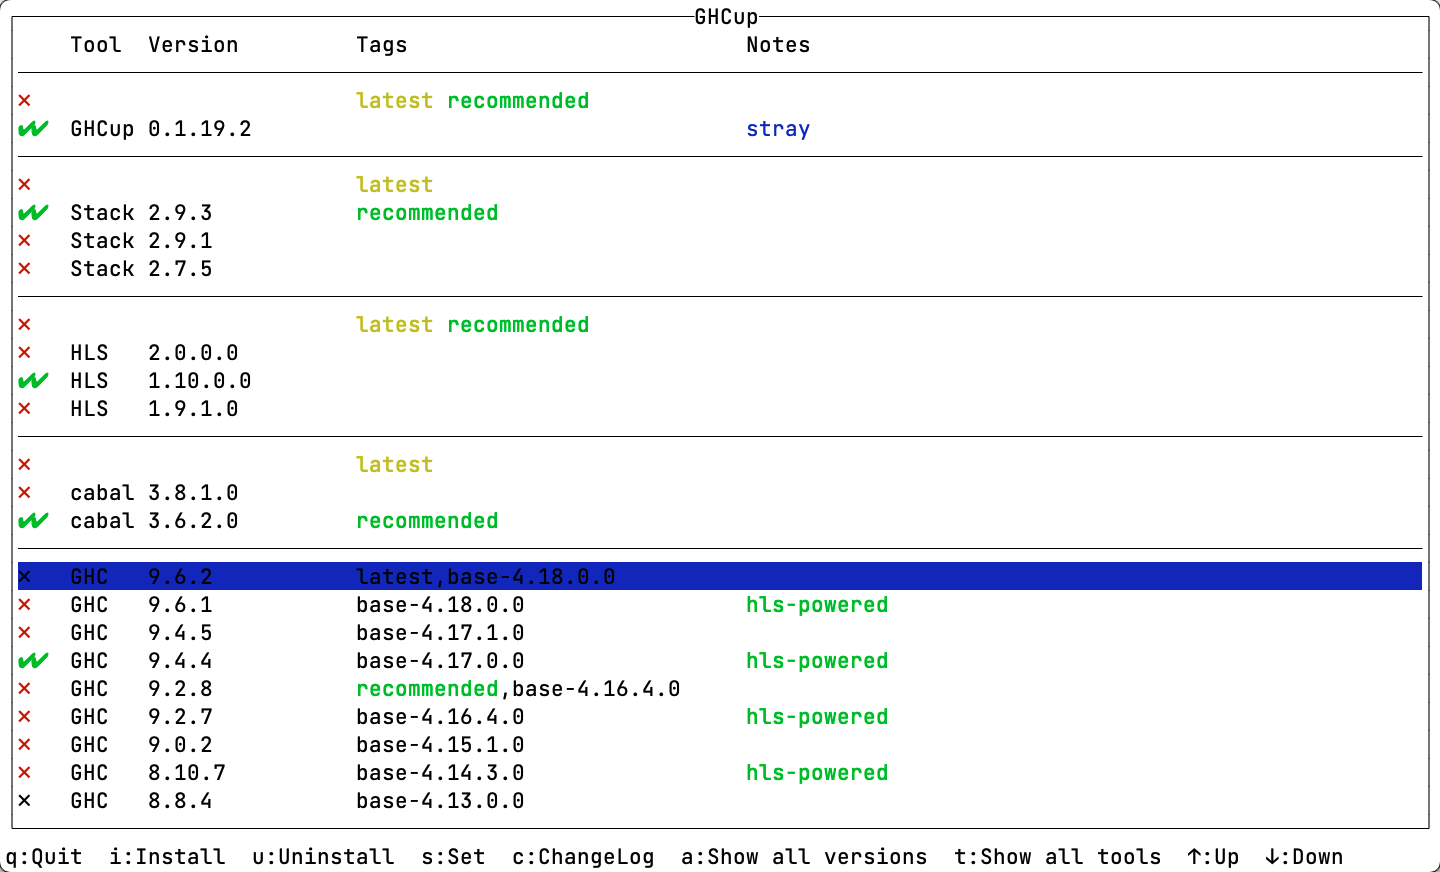 GHCup
Tool Version Tags Notes
✗ latest recommended
✔✔ GHCup 0.1.19.2 stray
✗ latest
✔✔ Stack 2.9.3 recommended
✗ Stack 2.9.1
✗ Stack 2.7.5
✗ latest recommended
✗ HLS 2.0.0.0
✔✔ HLS 1.10.0.0
✗ HLS 1.9.1.0
✗ latest
✗ cabal 3.8.1.0
✔✔ cabal 3.6.2.0 recommended
✗ GHC 9.6.2 latest,base-4.18.0.0
✗ GHC 9.6.1 base-4.18.0.0 hls-powered
✗ GHC 9.4.5 base-4.17.1.0
✔✔ GHC 9.4.4 base-4.17.0.0 hls-powered
✗ GHC 9.2.8 recommended,base-4.16.4.0
✗ GHC 9.2.7 base-4.16.4.0 hls-powered
✗ GHC 9.0.2 base-4.15.1.0
✗ GHC 8.10.7 base-4.14.3.0 hls-powered
✗ GHC 8.8.4 base-4.13.0.0
q:Quit i:Install u:Uninstall s:Set c:ChangeLog a:Show all versions t:Show all tools ↑:Up ↓:Down